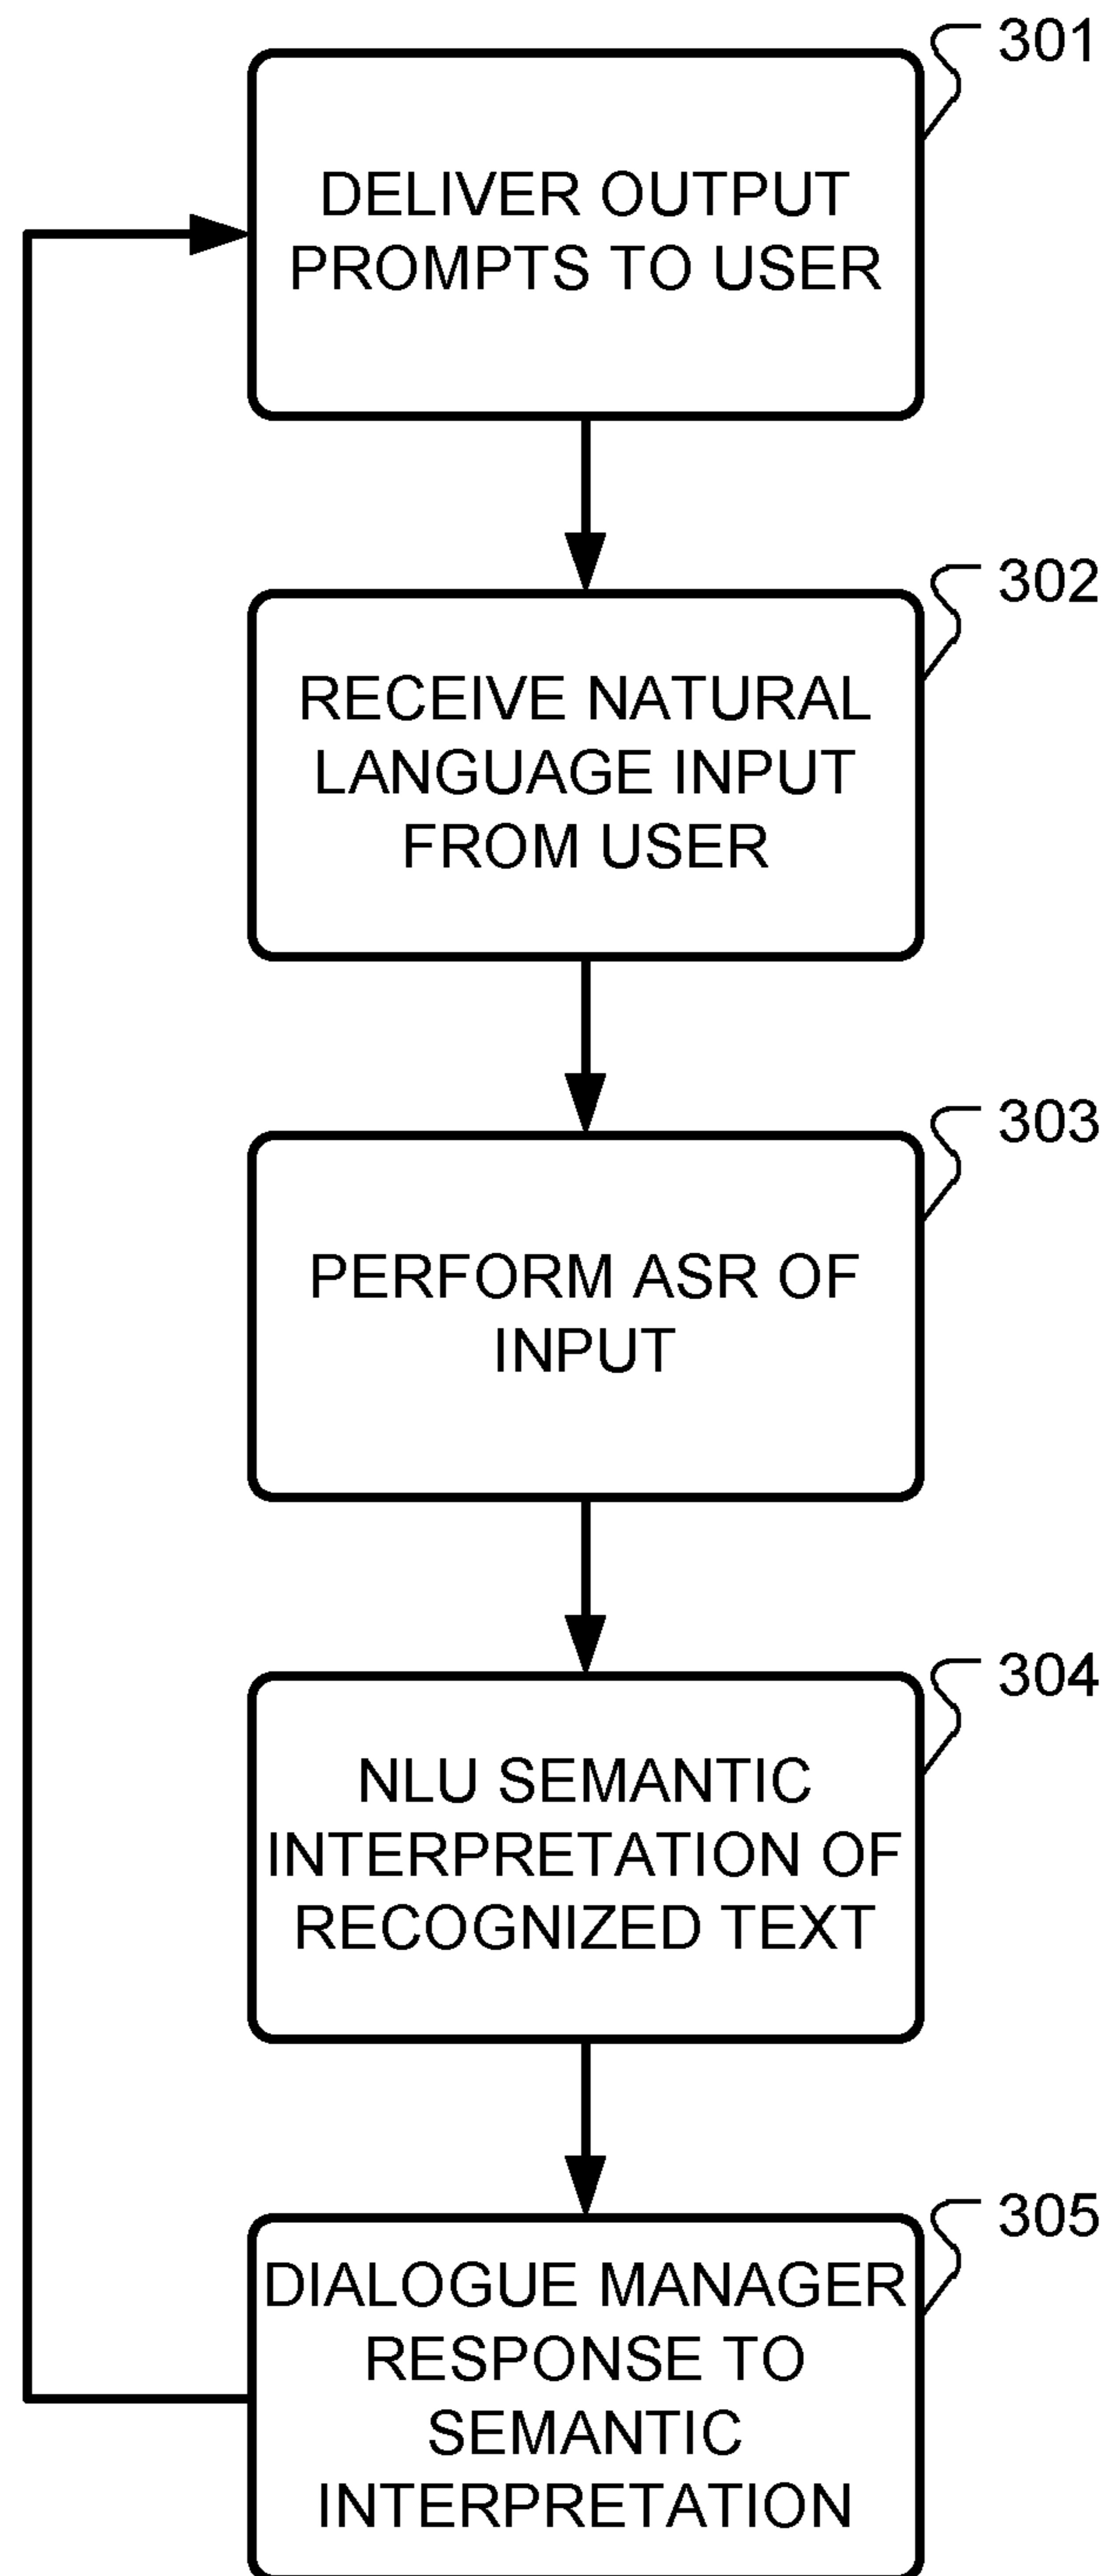 301
DELIVER OUTPUT
PROMPTS TO USER
302
RECEIVE NATURAL
LANGUAGE INPUT
FROM USER
303
PERFORM ASR OF
INPUT
304
NLU SEMANTIC
INTERPRETATION OF
RECOGNIZED TEXT
305
DIALOGUE MANAGER
RESPONSE TO
SEMANTIC
INTERPRETATION